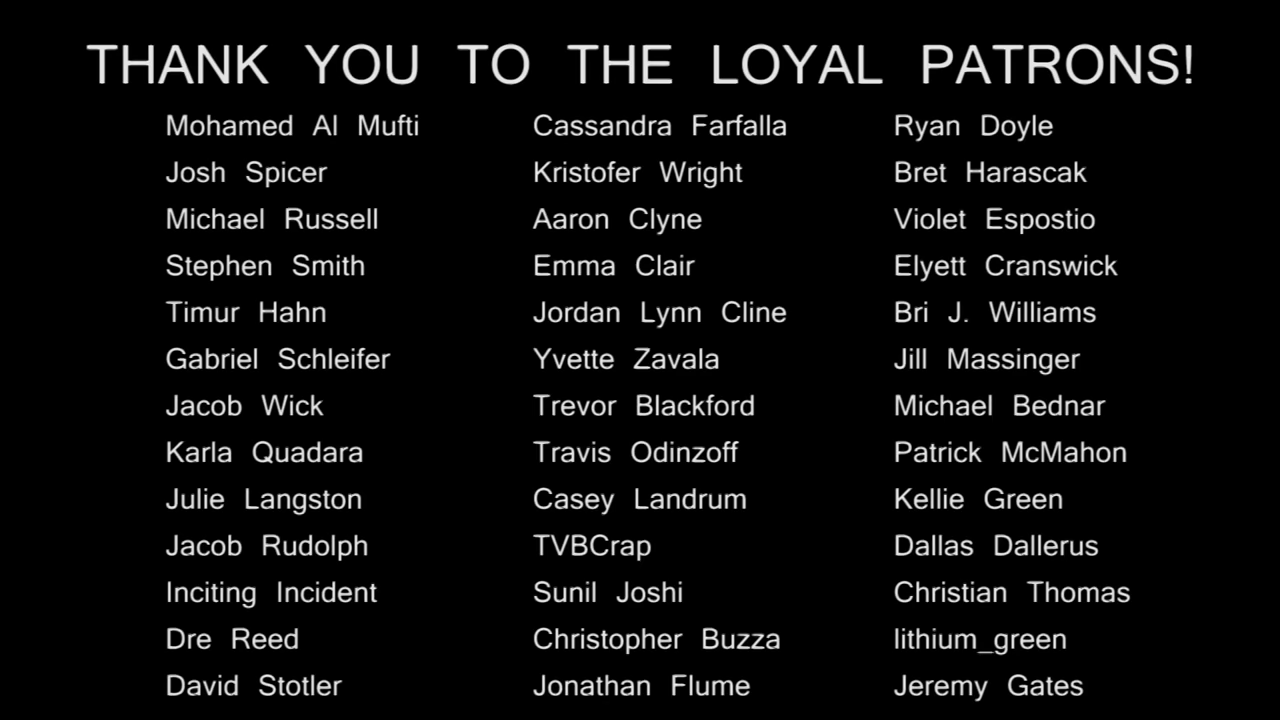 THANK YOU TO THE LOYAL PATRONS!
Mohamed Al Mufti
Josh Spicer
Michael Russell
Stephen Smith
Timur Hahn
Gabriel Schleifer
Jacob Wick
Karla Quadara
Julie Langston
Jacob Rudolph
Inciting Incident
Dre Reed
David Stotler
Cassandra Farfalla
Kristofer Wright
Aaron Clyne
Emma Clair
Jordan Lynn Cline
Yvette Zavala
Trevor Blackford
Travis Odinzoff
Casey Landrum
TVBCrap
Sunil Joshi
Christopher Buzza
Jonathan Flume
Ryan Doyle
Bret Harascak
Violet Espostio
Elyett Cranswick
Bri J. Williams
Jill Massinger
Michael Bednar
Patrick McMahon
Kellie Green
Dallas Dallerus
Christian Thomas
lithium_green
Jeremy Gates